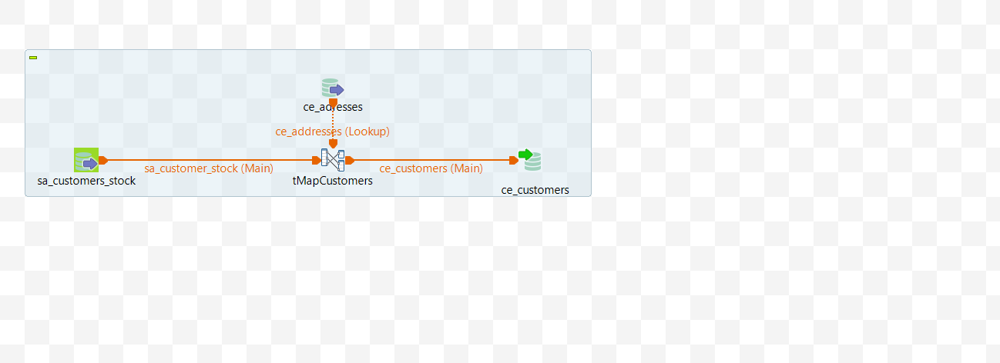 ce_adresses
ce_addresses (Lookup)
sa_customer_stock (Main)
ce_customers (Main)
sa_customers_stock
tMapCustomers
ce_customers